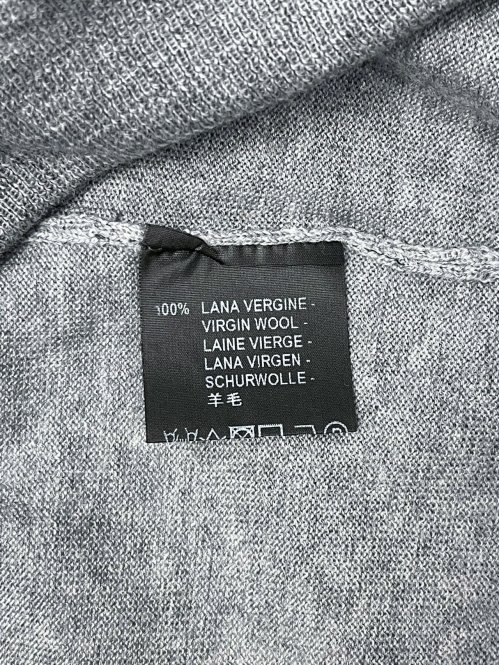 100% LANA VERGINE -
VIRGIN WOOL -
LAINE VIERGE -
LANA VIRGEN -
SCHURWOLLE -
羊毛